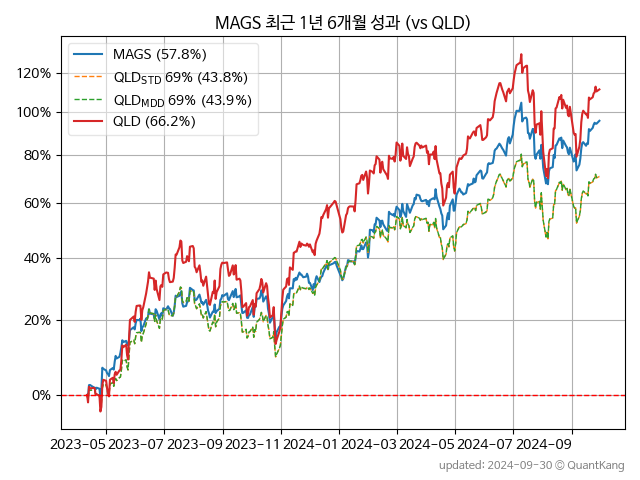 MAGS 최근 1년 6개월 성과 (vs QLD)
MAGS (57.8%)
QLD_STD 69% (43.8%)
QLD_MDD 69% (43.9%)
QLD (66.2%)
120%
100%
80%
60%
40%
20%
0%
2023-05 2023-07 2023-09 2023-11 2024-01 2024-03 2024-05 2024-07 2024-09
updated: 2024-09-30 © QuantKang